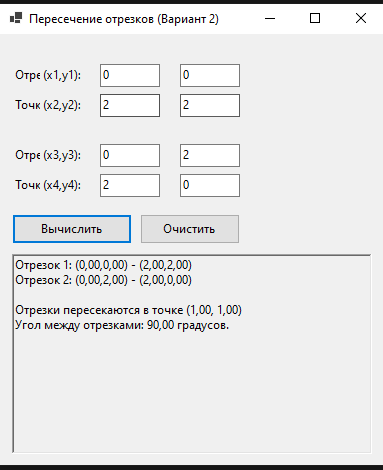 Пересечение отрезков (Вариант 2)
Отре (x1,y1): 0 0
Точк (x2,y2): 2 2
Отре (x3,y3): 0 2
Точк (x4,y4): 2 0
Вычислить Очистить
Отрезок 1: (0,00,0,00) - (2,00,2,00)
Отрезок 2: (0,00,2,00) - (2,00,0,00)
Отрезки пересекаются в точке (1,00, 1,00)
Угол между отрезками: 90,00 градусов.